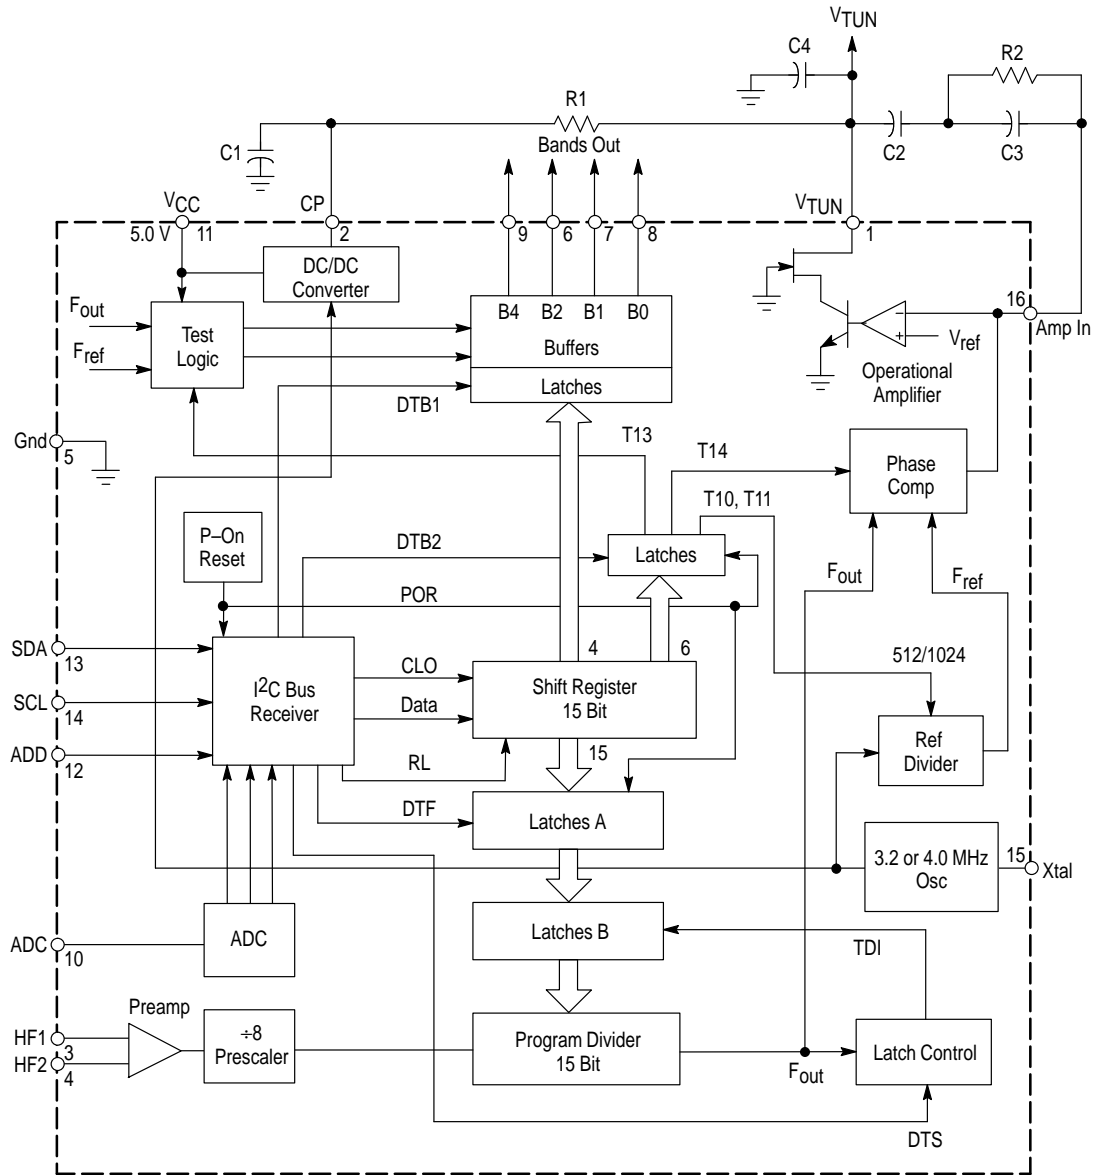 VTUN
C4
R2
R1
C1
Bands Out
C2
C3
VCC
CP
VTUN
5.0 V
11
2
9
6
7
8
1
DC/DC
Converter
Fout
Fref
Test
Logic
B4
B2
B1
B0
Buffers
Latches
16
Amp In
–
+
Vref
Operational
Amplifier
DTB1
Gnd
5
T13
T14
Phase
Comp
T10, T11
P–On
Reset
DTB2
Latches
Fout
Fref
POR
SDA
13
4
6
512/1024
I2C Bus
Receiver
CLO
Shift Register
15 Bit
SCL
14
Data
ADD
12
RL
15
Ref
Divider
DTF
Latches A
3.2 or 4.0 MHz
Osc
15
Xtal
ADC
10
ADC
Latches B
TDI
Preamp
HF1
3
HF2
4
÷8
Prescaler
Program Divider
15 Bit
Fout
Latch Control
DTS